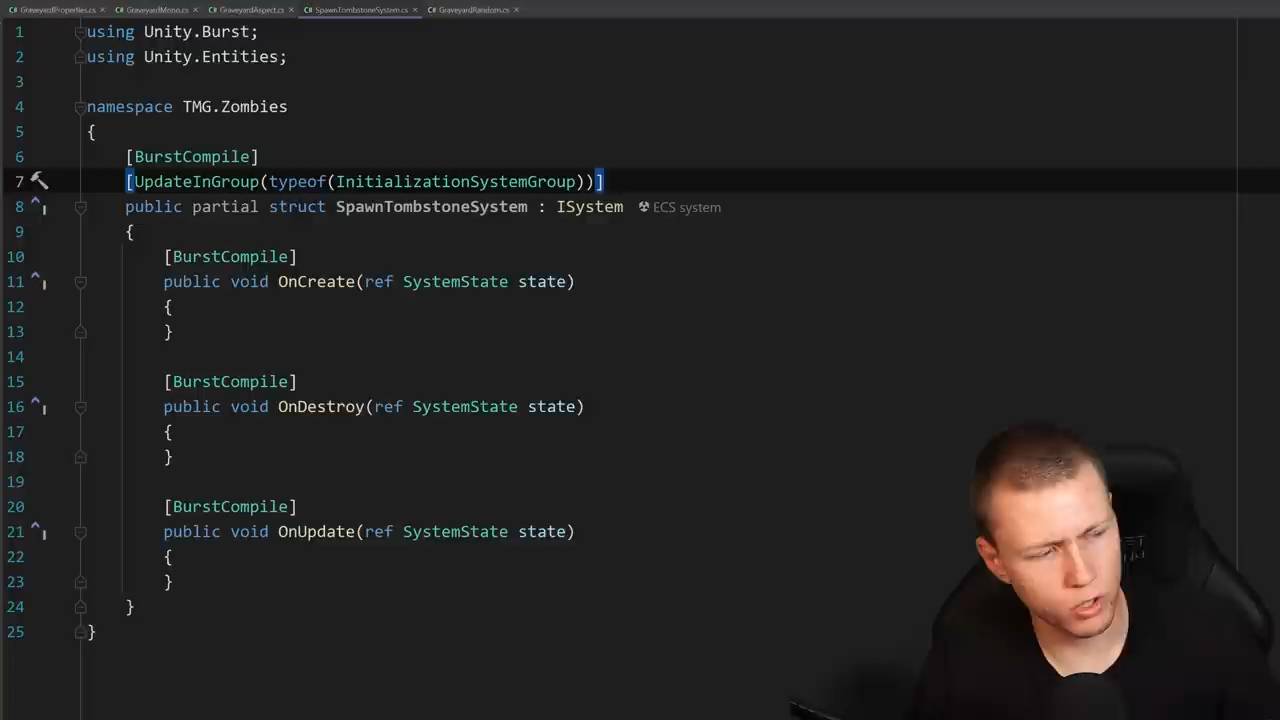 GraveyardProperties.cs × GraveyardMono.cs × GraveyardAspect.cs × SpawnTombstoneSystem.cs × GraveyardRandom.cs ×
1 using Unity.Burst;
2 using Unity.Entities;
3
4 namespace TMG.Zombies
5 {
6 [BurstCompile]
7 [UpdateInGroup(typeof(InitializationSystemGroup))]
8 public partial struct SpawnTombstoneSystem : ISystem ECS system
9 {
10 [BurstCompile]
11 public void OnCreate(ref SystemState state)
12 {
13 }
14
15 [BurstCompile]
16 public void OnDestroy(ref SystemState state)
17 {
18 }
19
20 [BurstCompile]
21 public void OnUpdate(ref SystemState state)
22 {
23 }
24 }
25 }